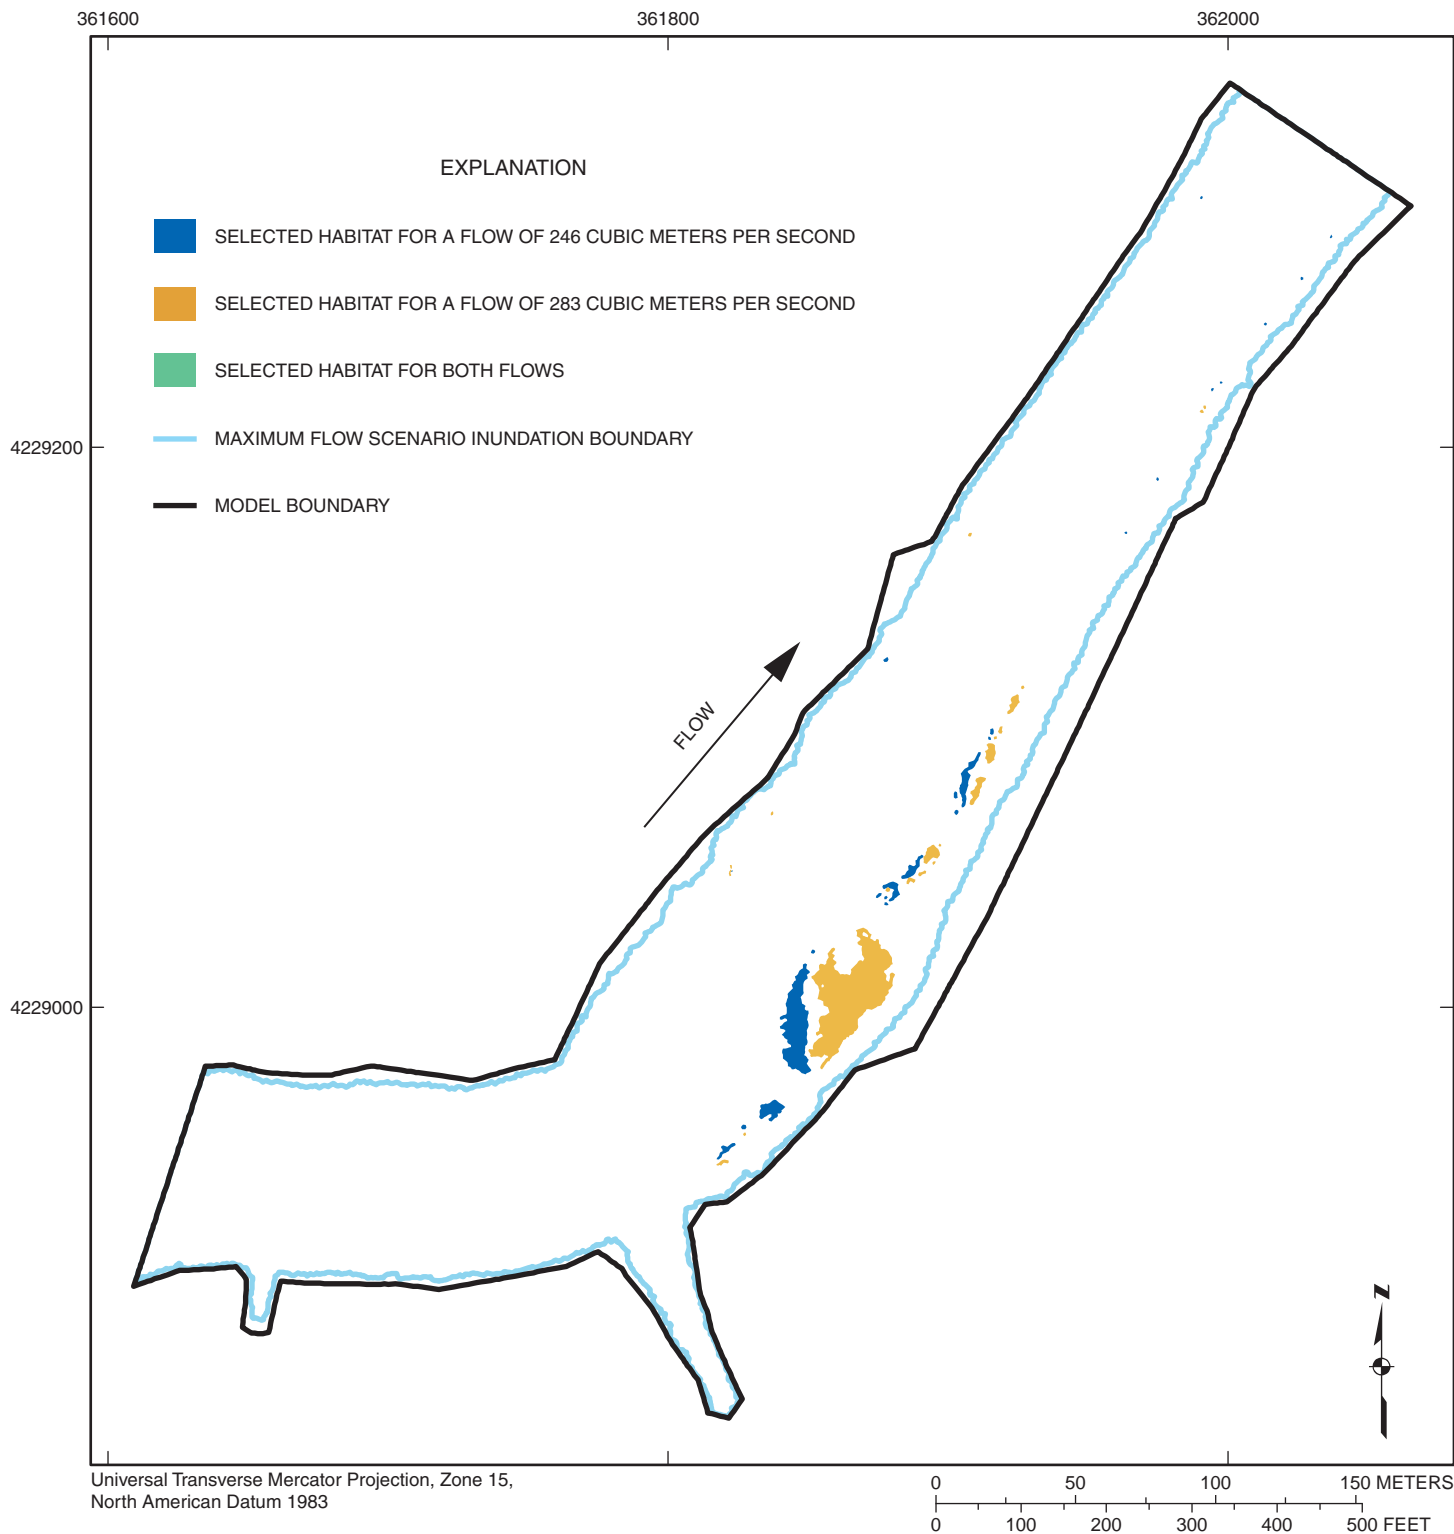 361600 361800 362000
EXPLANATION
SELECTED HABITAT FOR A FLOW OF 246 CUBIC METERS PER SECOND
SELECTED HABITAT FOR A FLOW OF 283 CUBIC METERS PER SECOND
SELECTED HABITAT FOR BOTH FLOWS
MAXIMUM FLOW SCENARIO INUNDATION BOUNDARY
4229200
MODEL BOUNDARY
FLOW
4229000
N
Universal Transverse Mercator Projection, Zone 15,
North American Datum 1983
0 50 100 150 METERS
0 100 200 300 400 500 FEET